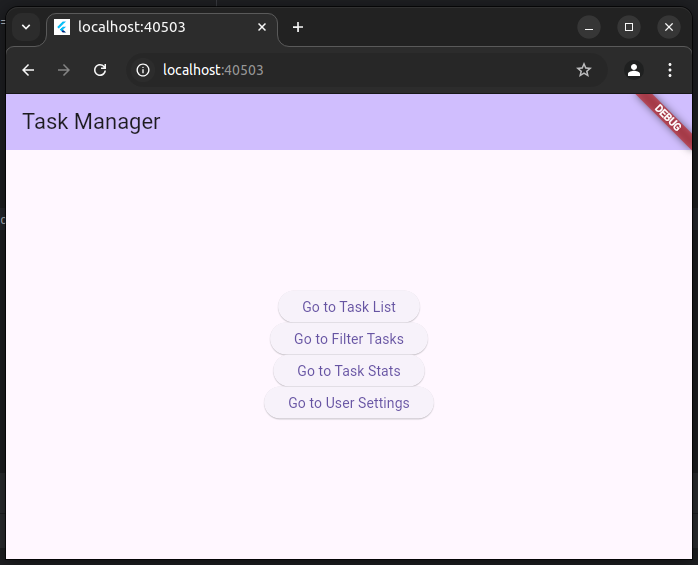 localhost:40503
localhost:40503
Task Manager
DEBUG
Go to Task List
Go to Filter Tasks
Go to Task Stats
Go to User Settings